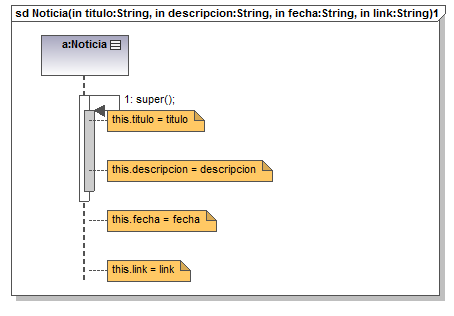 sd Noticia(in titulo:String, in descripcion:String, in fecha:String, in link:String)1
a:Noticia
1: super();
this.titulo = titulo
this.descripcion = descripcion
this.fecha = fecha
this.link = link